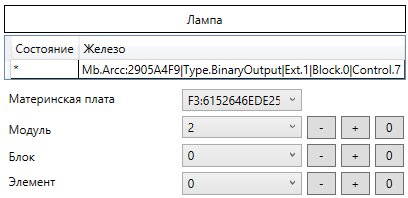 Лампа
Состояние Железо
* Mb.Arcc:2905A4F9|Type.BinaryOutput|Ext.1|Block.0|Control.7
Материнская плата F3:6152646EDE25
Модуль 2 - + 0
Блок 0 - + 0
Элемент 0 - + 0